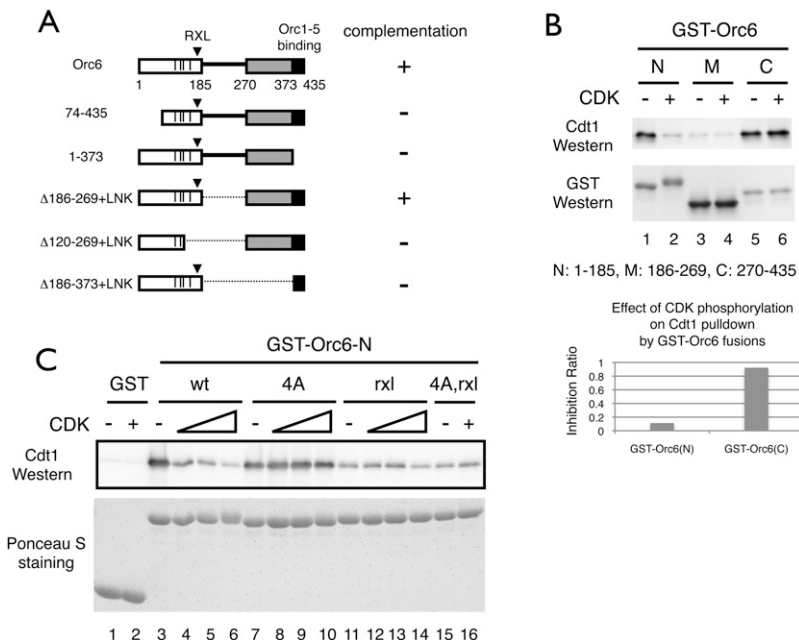 A
RXL
Orc1-5
binding
complementation
Orc6
+
1 185 270 373 435
74-435
-
1-373
-
Δ186-269+LNK
+
Δ120-269+LNK
-
Δ186-373+LNK
-
B
GST-Orc6
N M C
CDK - + - + - +
Cdt1
Western
GST
Western
1 2 3 4 5 6
N: 1-185, M: 186-269, C: 270-435
Effect of CDK phosphorylation
on Cdt1 pulldown
by GST-Orc6 fusions
Inhibition Ratio
1
0.8
0.6
0.4
0.2
0
GST-Orc6(N) GST-Orc6(C)
C
GST-Orc6-N
GST wt 4A rxl 4A,rxl
CDK - + - - - - +
Cdt1
Western
Ponceau S
staining
1 2 3 4 5 6 7 8 9 10 11 12 13 14 15 16